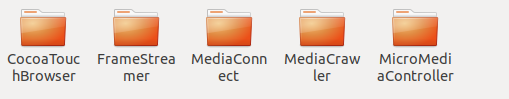 CocoaTouc
hBrowser
FrameStrea
mer
MediaConn
ect
MediaCraw
ler
MicroMedi
aController